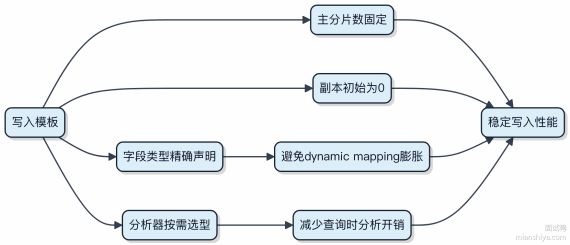 主分片数固定
副本初始为0
写入模板
稳定写入性能
字段类型精确声明
避免dynamic mapping膨胀
分析器按需选型
减少查询时分析开销
面试鸭
mianshiya.com